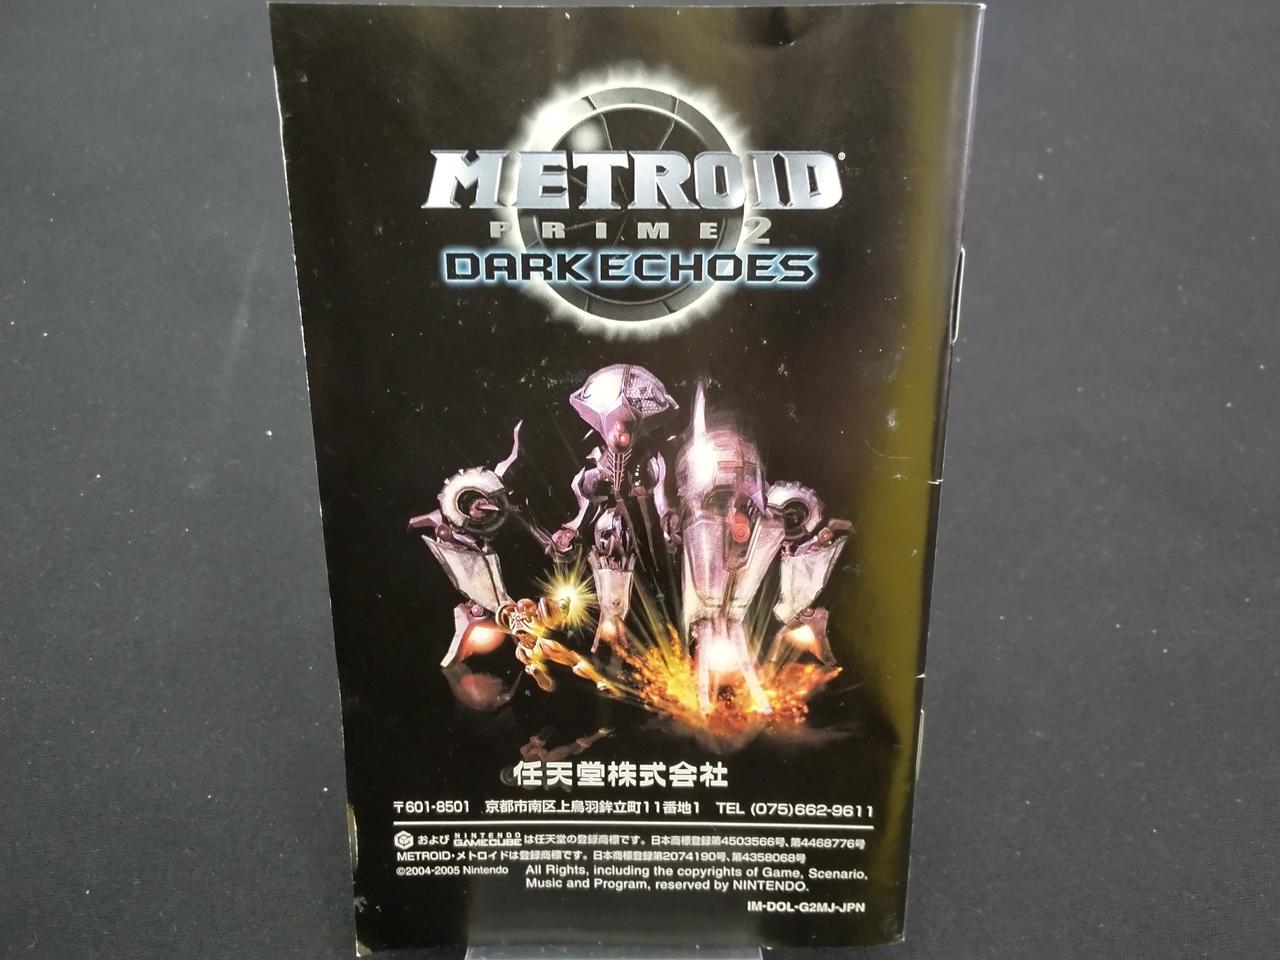 METROID®
PRIME 2
DARK ECHOES
任天堂株式会社
〒601-8501 京都市南区上鳥羽鉾立町11番地1 TEL (075)662-9611
および NINTENDO GAMECUBE は任天堂の登録商標です。日本商標登録第4503566号、第4468776号
METROID・メトロイドは登録商標です。日本商標登録第2074190号、第4358068号
©2004-2005 Nintendo All Rights, including the copyrights of Game, Scenario,
Music and Program, reserved by NINTENDO.
IM-DOL-G2MJ-JPN